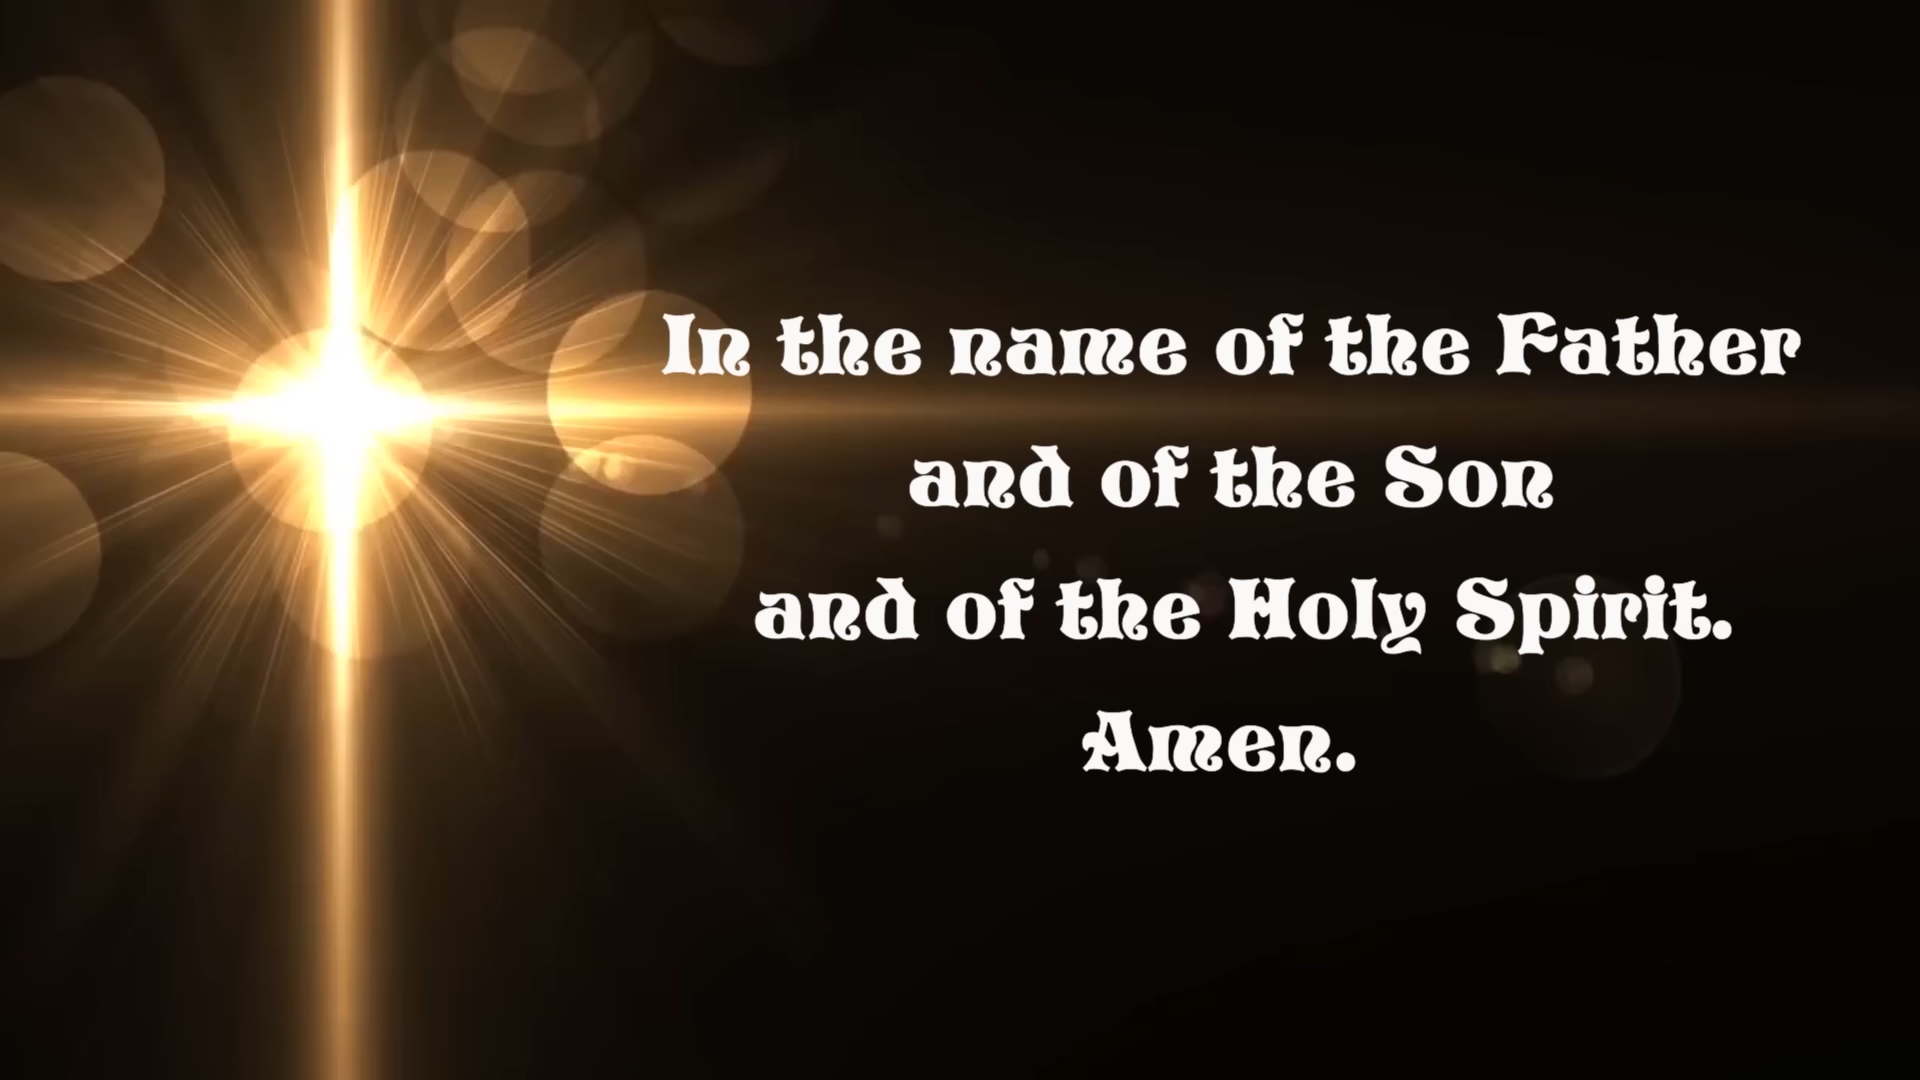 In the name of the Father
and of the Son
and of the Holy Spirit.
Amen.